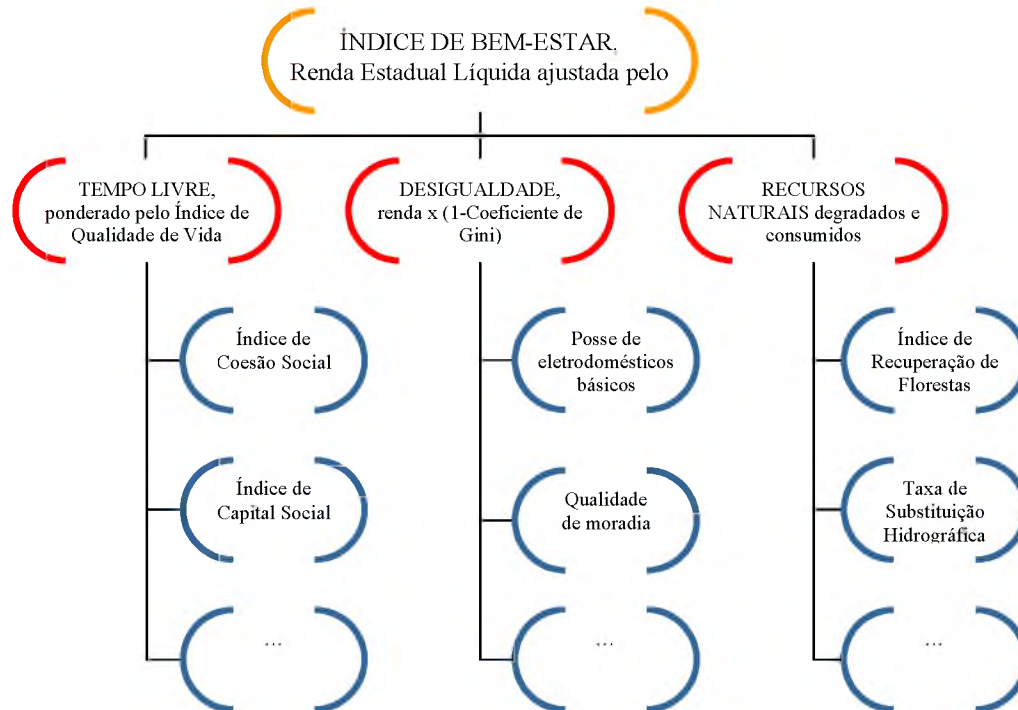 ÍNDICE DE BEM-ESTAR,
Renda Estadual Líquida ajustada pelo
TEMPO LIVRE,
ponderado pelo Índice de
Qualidade de Vida
DESIGUALDADE,
renda x (1-Coeficiente de
Gini)
RECURSOS
NATURAIS degradados e
consumidos
Índice de
Coesão Social
Posse de
eletrodomésticos
básicos
Índice de
Recuperação de
Florestas
Índice de
Capital Social
Qualidade
de moradia
Taxa de
Substituição
Hidrográfica
...
...
...